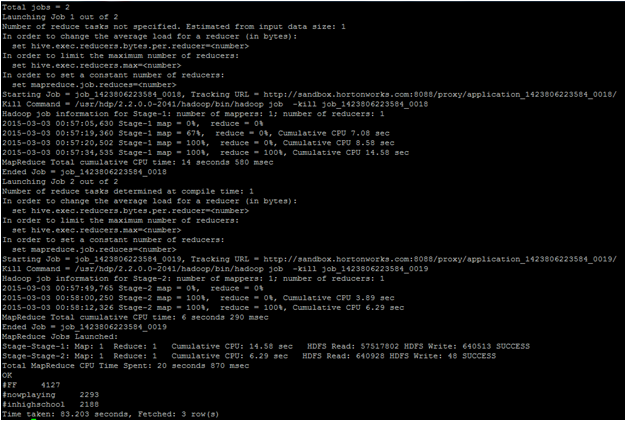 Total jobs = 2
Launching Job 1 out of 2
Number of reduce tasks not specified. Estimated from input data size: 1
In order to change the average load for a reducer (in bytes):
  set hive.exec.reducers.bytes.per.reducer=<number>
In order to limit the maximum number of reducers:
  set hive.exec.reducers.max=<number>
In order to set a constant number of reducers:
  set mapreduce.job.reduces=<number>
Starting Job = job_1423806223584_0018, Tracking URL = http://sandbox.hortonworks.com:8088/proxy/application_1423806223584_0018/
Kill Command = /usr/hdp/2.2.0.0-2041/hadoop/bin/hadoop job  -kill job_1423806223584_0018
Hadoop job information for Stage-1: number of mappers: 1; number of reducers: 1
2015-03-03 00:57:05,630 Stage-1 map = 0%,  reduce = 0%
2015-03-03 00:57:19,360 Stage-1 map = 67%,  reduce = 0%, Cumulative CPU 7.08 sec
2015-03-03 00:57:20,502 Stage-1 map = 100%,  reduce = 0%, Cumulative CPU 8.58 sec
2015-03-03 00:57:34,535 Stage-1 map = 100%,  reduce = 100%, Cumulative CPU 14.58 sec
MapReduce Total cumulative CPU time: 14 seconds 580 msec
Ended Job = job_1423806223584_0018
Launching Job 2 out of 2
Number of reduce tasks determined at compile time: 1
In order to change the average load for a reducer (in bytes):
  set hive.exec.reducers.bytes.per.reducer=<number>
In order to limit the maximum number of reducers:
  set hive.exec.reducers.max=<number>
In order to set a constant number of reducers:
  set mapreduce.job.reduces=<number>
Starting Job = job_1423806223584_0019, Tracking URL = http://sandbox.hortonworks.com:8088/proxy/application_1423806223584_0019/
Kill Command = /usr/hdp/2.2.0.0-2041/hadoop/bin/hadoop job  -kill job_1423806223584_0019
Hadoop job information for Stage-2: number of mappers: 1; number of reducers: 1
2015-03-03 00:57:49,765 Stage-2 map = 0%,  reduce = 0%
2015-03-03 00:58:00,250 Stage-2 map = 100%,  reduce = 0%, Cumulative CPU 3.89 sec
2015-03-03 00:58:12,326 Stage-2 map = 100%,  reduce = 100%, Cumulative CPU 6.29 sec
MapReduce Total cumulative CPU time: 6 seconds 290 msec
Ended Job = job_1423806223584_0019
MapReduce Jobs Launched:
Stage-Stage-1: Map: 1  Reduce: 1   Cumulative CPU: 14.58 sec   HDFS Read: 57517802 HDFS Write: 640513 SUCCESS
Stage-Stage-2: Map: 1  Reduce: 1   Cumulative CPU: 6.29 sec   HDFS Read: 640928 HDFS Write: 48 SUCCESS
Total MapReduce CPU Time Spent: 20 seconds 870 msec
OK
#FF     4127
#nowplaying     2293
#inhighschool   2188
Time taken: 83.203 seconds, Fetched: 3 row(s)